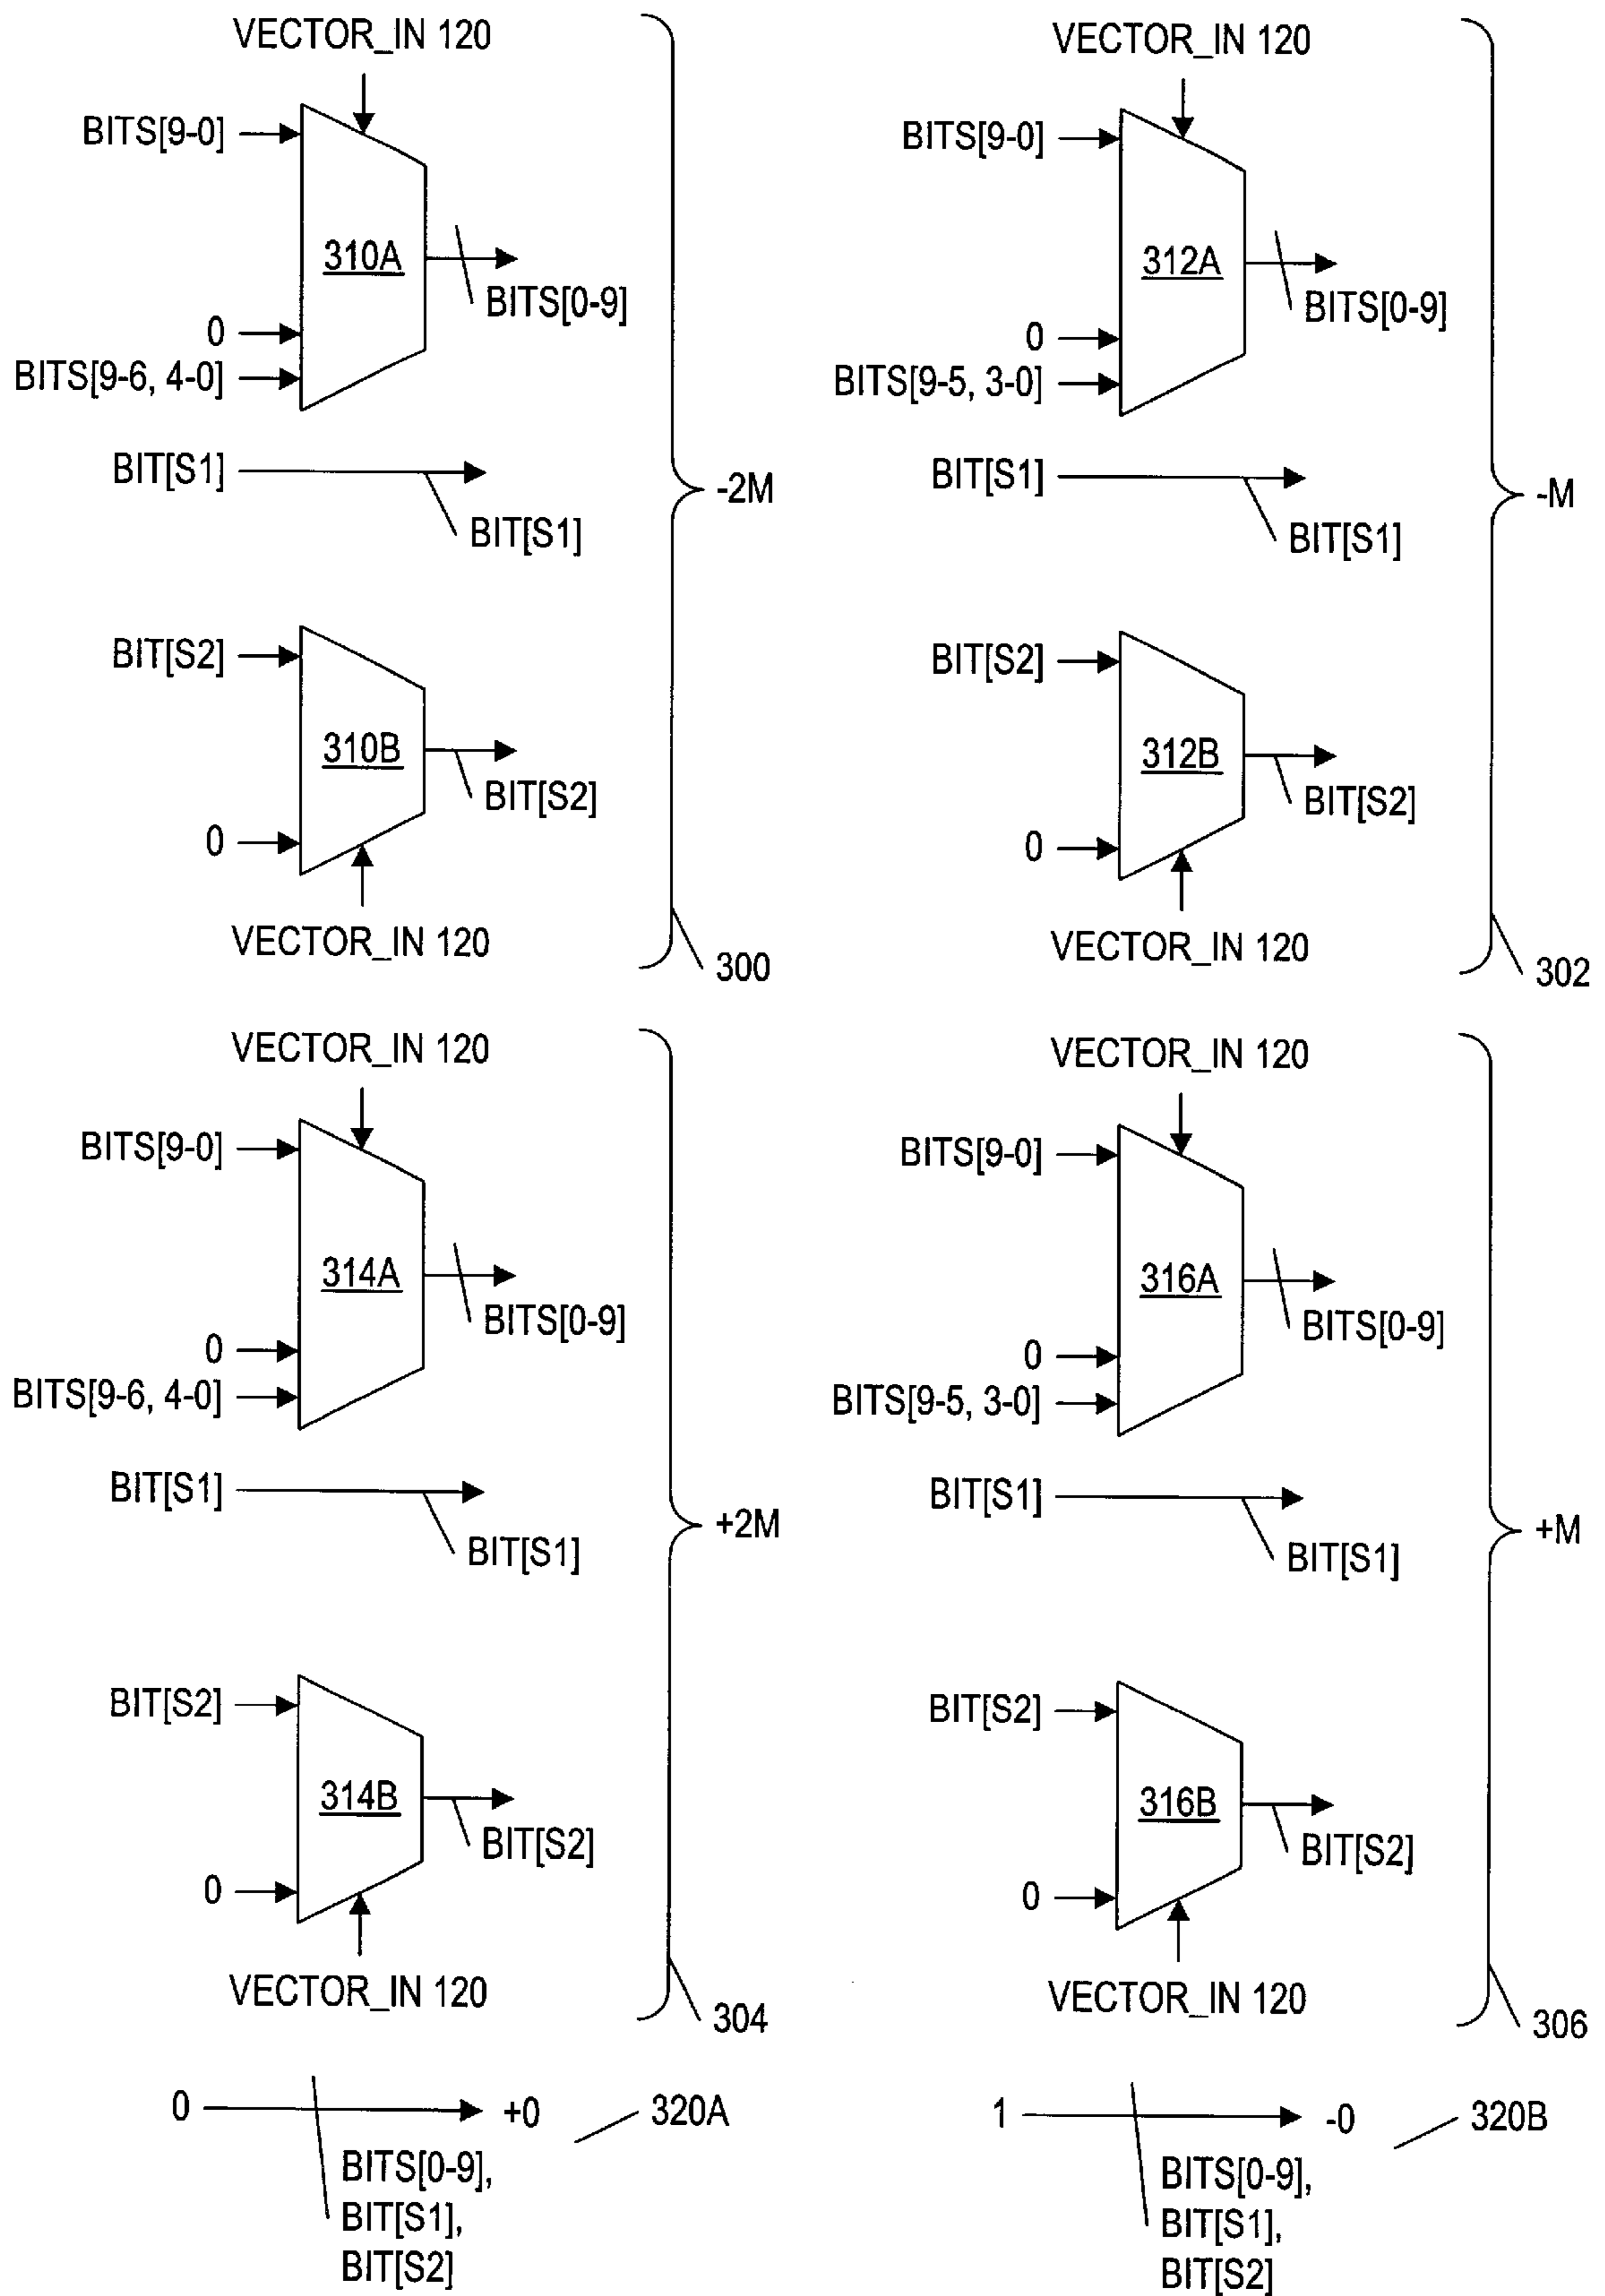 VECTOR_IN 120
BITS[9-0]
310A
BITS[0-9]
0
BITS[9-6, 4-0]
BIT[S1]
BIT[S1]
-2M
BIT[S2]
310B
BIT[S2]
0
VECTOR_IN 120
300
VECTOR_IN 120
BITS[9-0]
312A
BITS[0-9]
0
BITS[9-5, 3-0]
BIT[S1]
BIT[S1]
-M
BIT[S2]
312B
BIT[S2]
0
VECTOR_IN 120
302
VECTOR_IN 120
BITS[9-0]
314A
BITS[0-9]
0
BITS[9-6, 4-0]
BIT[S1]
BIT[S1]
+2M
BIT[S2]
314B
BIT[S2]
0
VECTOR_IN 120
304
VECTOR_IN 120
BITS[9-0]
316A
BITS[0-9]
0
BITS[9-5, 3-0]
BIT[S1]
BIT[S1]
+M
BIT[S2]
316B
BIT[S2]
0
VECTOR_IN 120
306
0
+0
320A
BITS[0-9],
BIT[S1],
BIT[S2]
1
-0
320B
BITS[0-9],
BIT[S1],
BIT[S2]